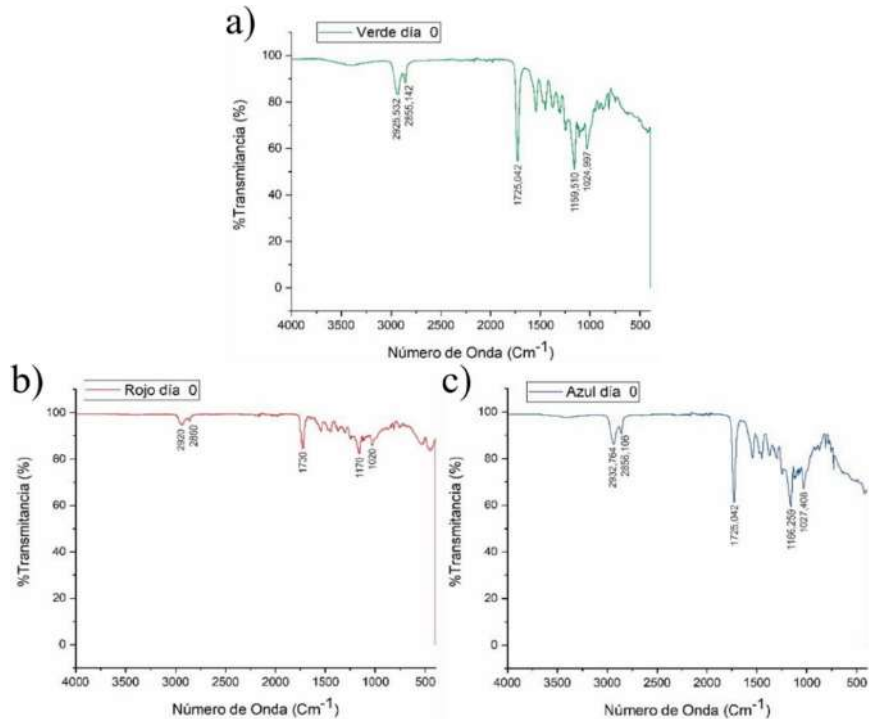 a)
Verde día 0
100
80
60
40
20
0
%Transmitancia (%)
2925,532
2855,142
1725,042
1159,510
1024,997
4000 3500 3000 2500 2000 1500 1000 500
Número de Onda (Cm-1)
b)
Rojo día 0
100
80
60
40
20
0
%Transmitancia (%)
2920
2860
1730
1170
1020
4000 3500 3000 2500 2000 1500 1000 500
Número de Onda (Cm-1)
c)
Azul día 0
100
80
60
40
20
0
%Transmitancia (%)
2932,764
2856,106
1725,042
1166,259
1027,408
4000 3500 3000 2500 2000 1500 1000 500
Número de Onda (Cm-1)